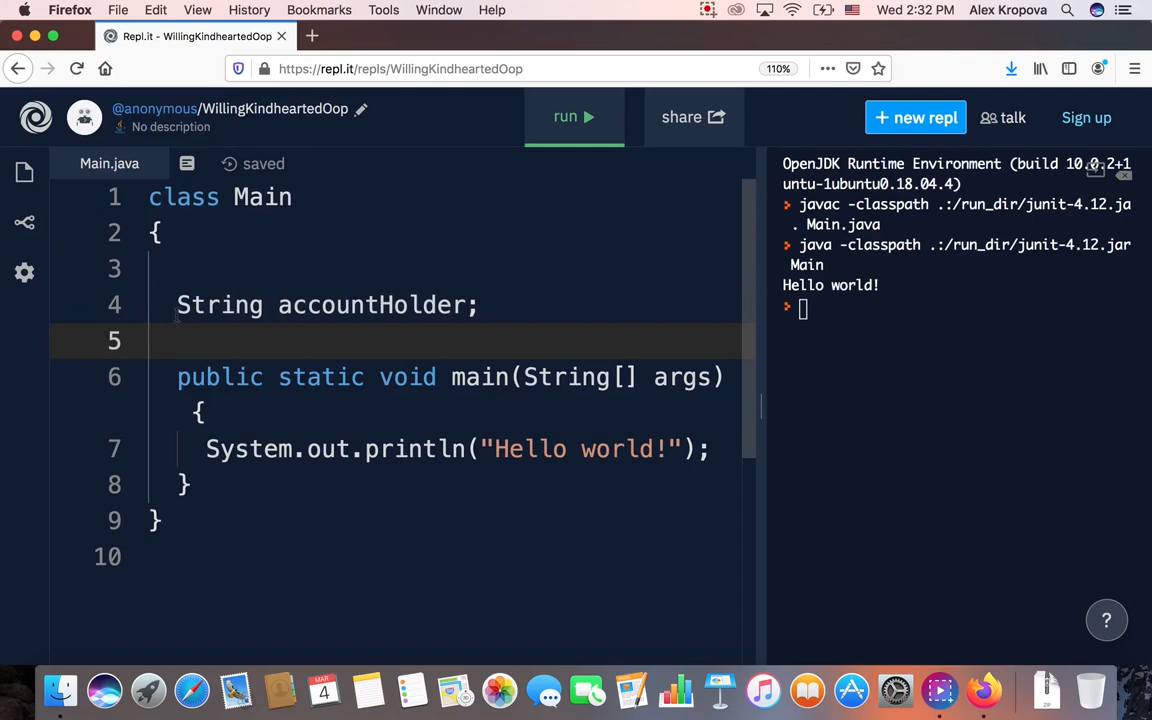 Firefox File Edit View History Bookmarks Tools Window Help Wed 2:32 PM Alex Kropova
Repl.it - WillingKindheartedOop
https://repl.it/repls/WillingKindheartedOop 110%
@anonymous/WillingKindheartedOop
No description
run
share
+ new repl
talk
Sign up
Main.java
saved
1 class Main
2 {
3
4 String accountHolder;
5
6 public static void main(String[] args)
{
7 System.out.println("Hello world!");
8 }
9 }
10
OpenJDK Runtime Environment (build 10.0.2+1
untu-1ubuntu0.18.04.4)
javac -classpath .:/run_dir/junit-4.12.ja
. Main.java
java -classpath .:/run_dir/junit-4.12.jar
Main
Hello world!
?
MAR
4
ZIP